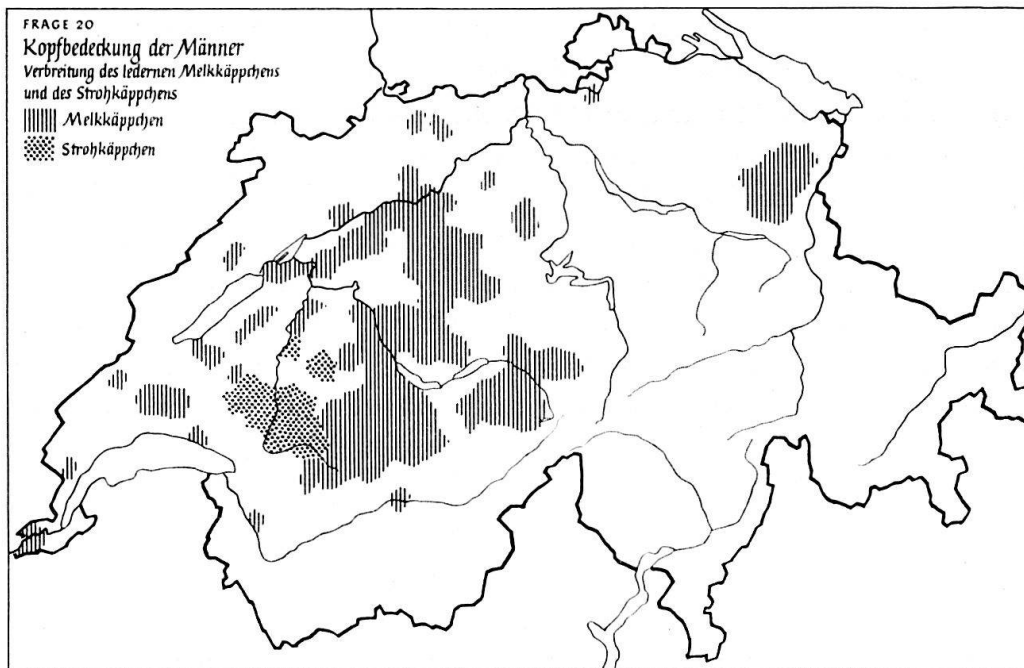 FRAGE 20
Kopfbedeckung der Männer
Verbreitung des ledernen Melkkäppchens
und des Strohkäppchens
Melkkäppchen
Strohkäppchen